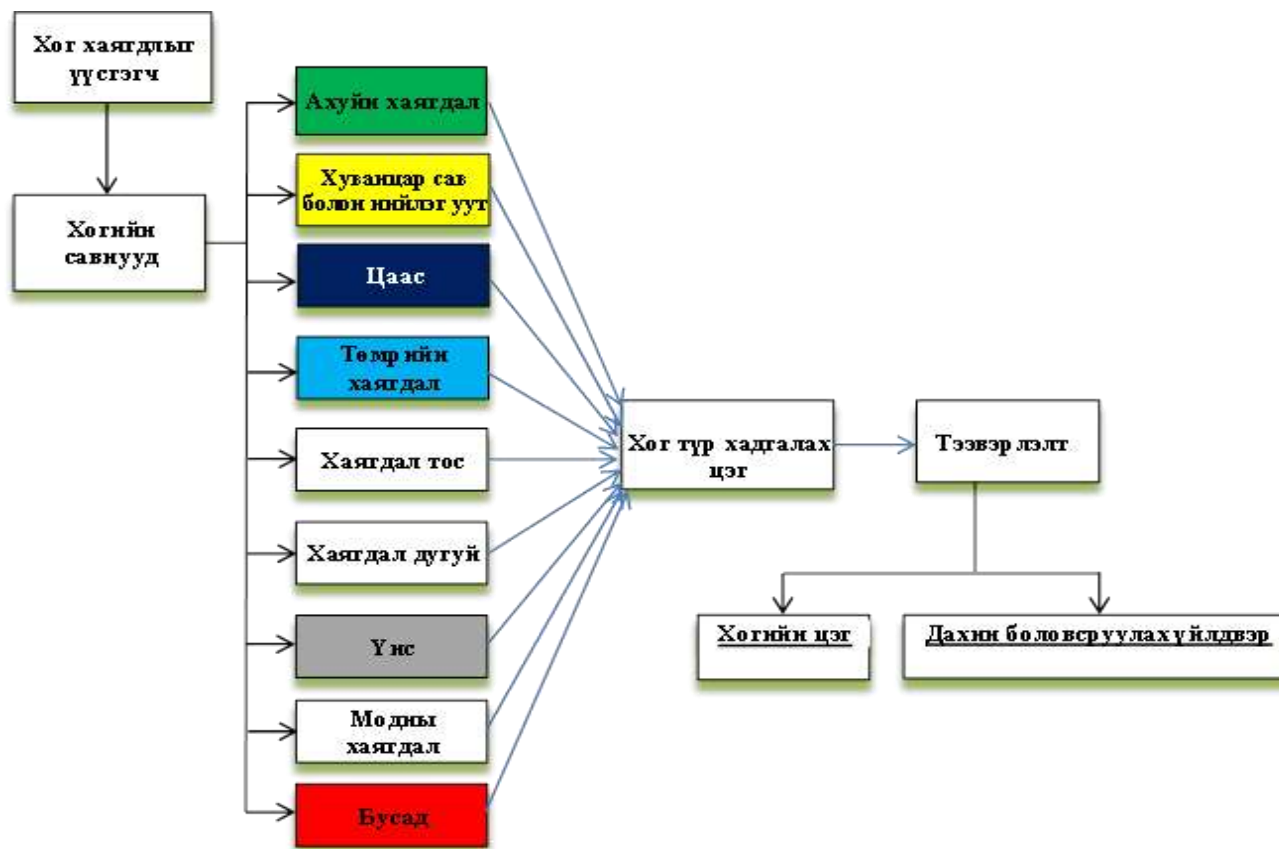 Хог хаягдлыг
үүсгэгч
Хогийн
савнууд
Ахуйн хаягдал
Хуванцар сав
болон нийлэг уут
Цаас
Төмрийн
хаягдал
Хаягдал тос
Хаягдал дугуй
Үнс
Модны
хаягдал
Бусад
Хог түр хадгалах
цэг
Тээвэрлэлт
Хогийн цэг
Дахин боловсруулах үйлдвэр